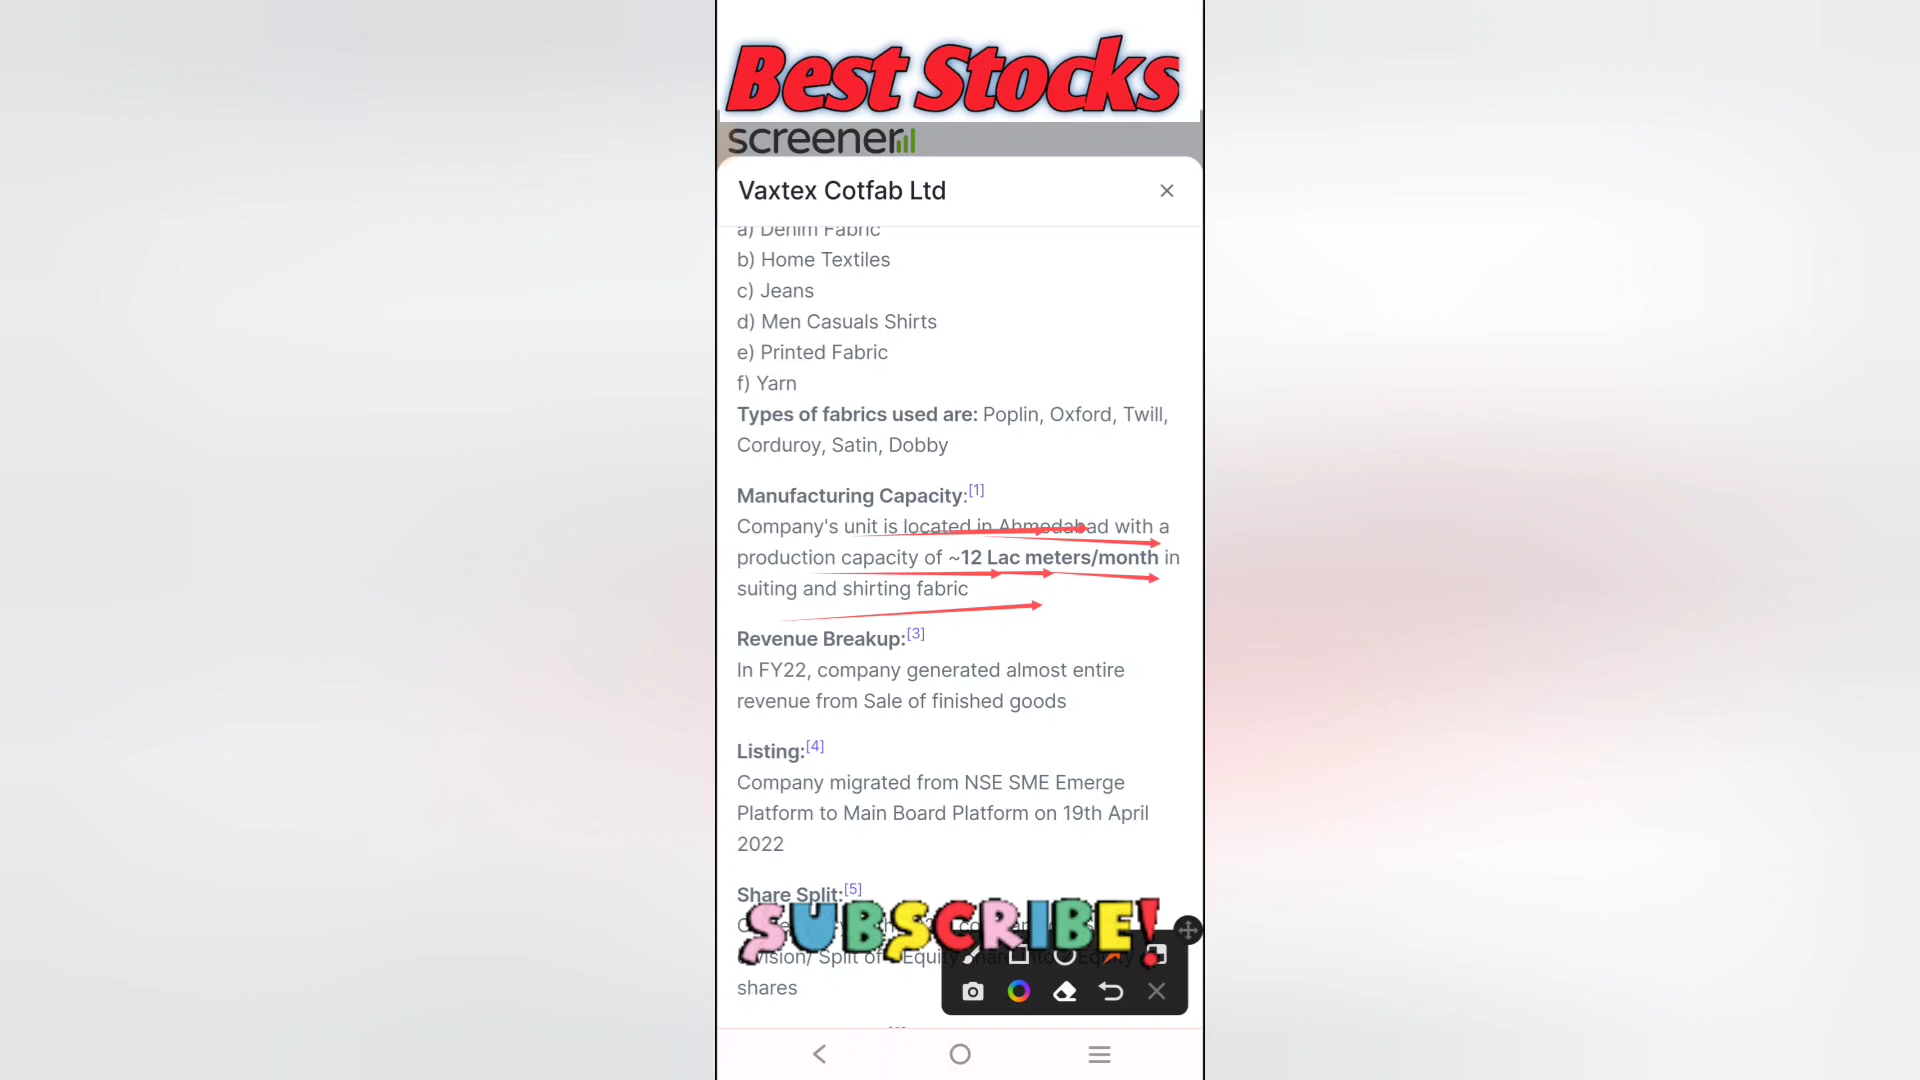 Best Stocks
screener
Vaxtex Cotfab Ltd
a) Denim Fabric
b) Home Textiles
c) Jeans
d) Men Casuals Shirts
e) Printed Fabric
f) Yarn
Types of fabrics used are: Poplin, Oxford, Twill,
Corduroy, Satin, Dobby
Manufacturing Capacity:[1]
Company's unit is located in Ahmedabad with a
production capacity of ~12 Lac meters/month in
suiting and shirting fabric
Revenue Breakup:[3]
In FY22, company generated almost entire
revenue from Sale of finished goods
Listing:[4]
Company migrated from NSE SME Emerge
Platform to Main Board Platform on 19th April
2022
Share Split:[5]
SUBSCRIBE!
Split of Equity
shares